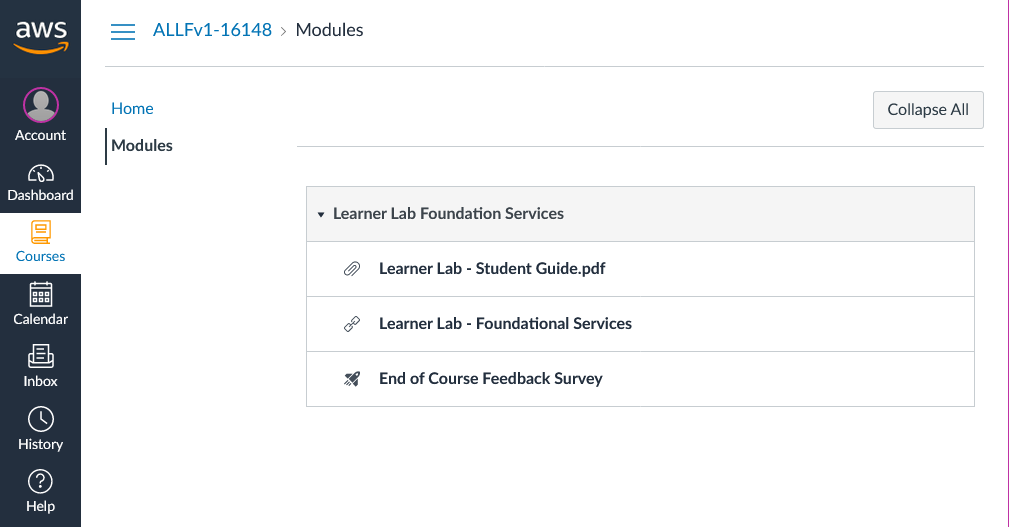 aws
Account
Dashboard
Courses
Calendar
Inbox
History
Help
ALLFv1-16148 > Modules
Home
Modules
Collapse All
Learner Lab Foundation Services
Learner Lab - Student Guide.pdf
Learner Lab - Foundational Services
End of Course Feedback Survey